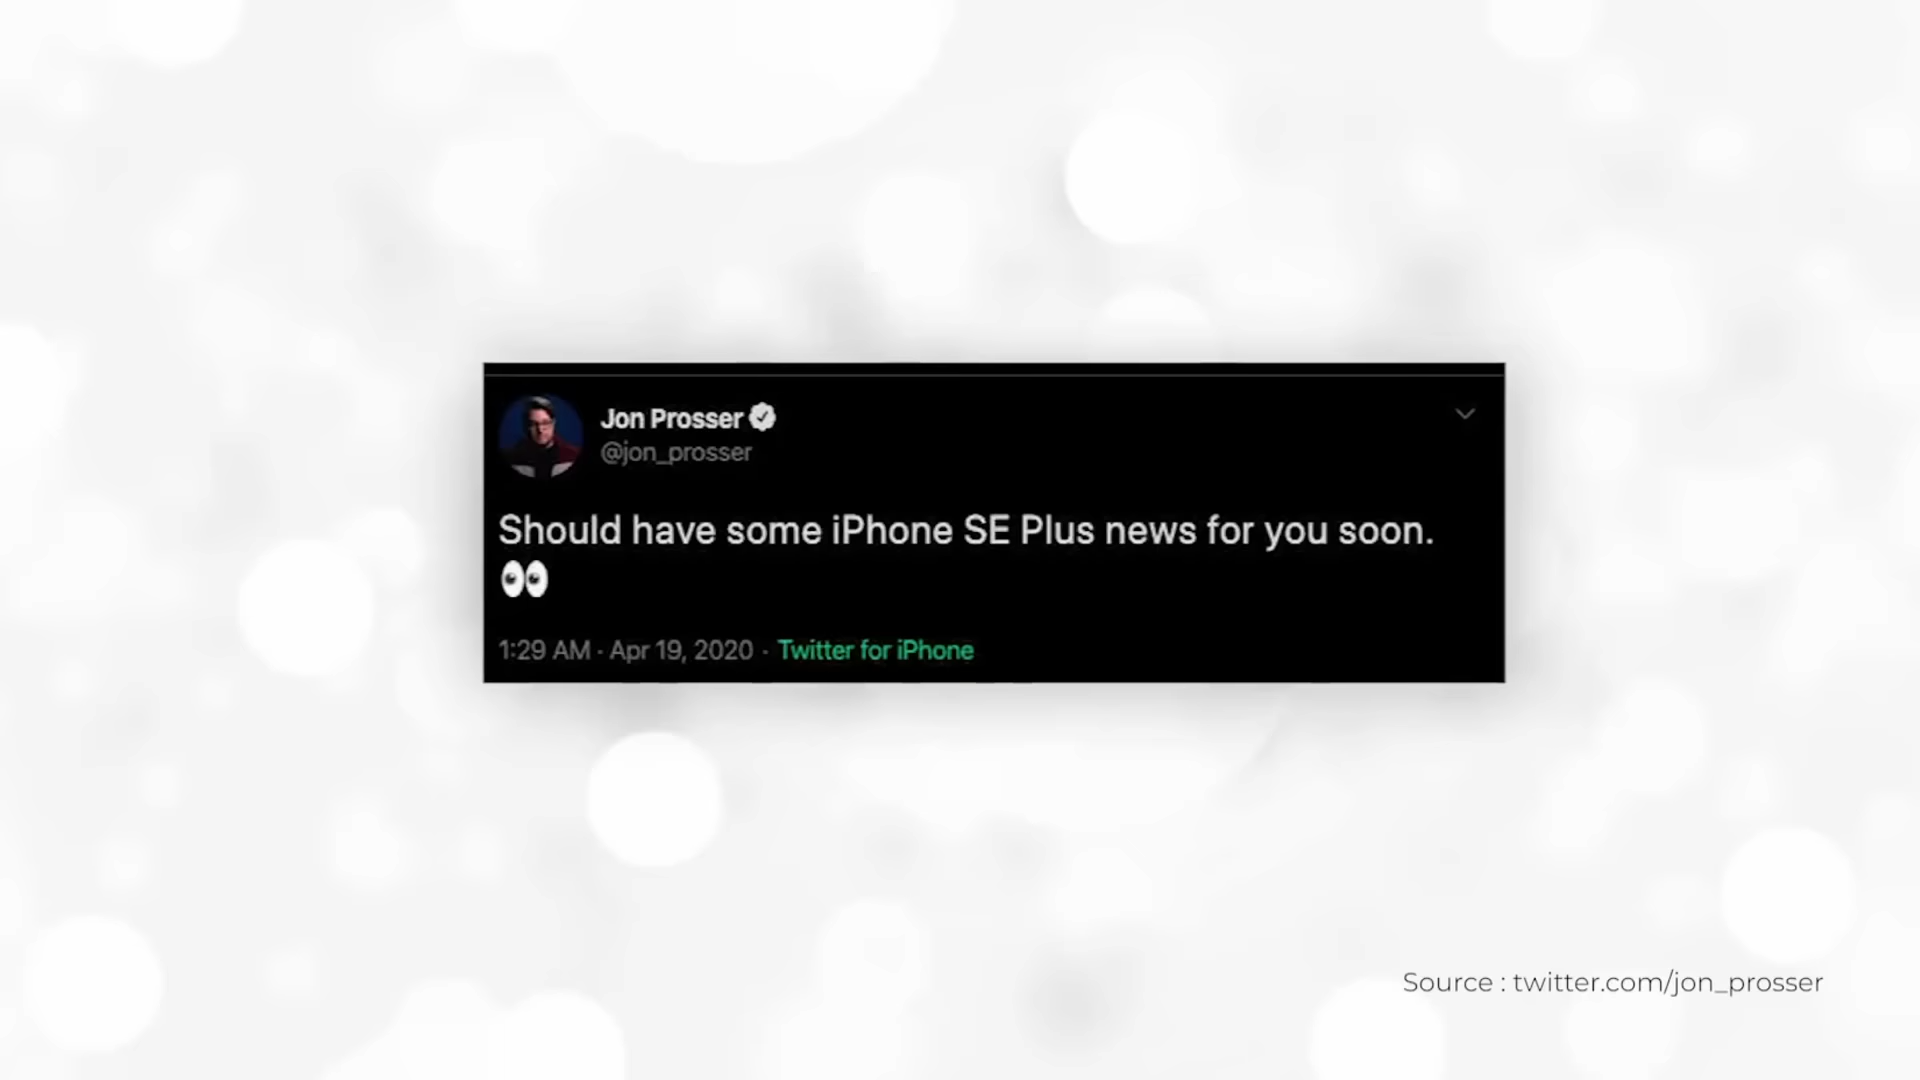 Jon Prosser
@jon_prosser
Should have some iPhone SE Plus news for you soon.
👀
1:29 AM · Apr 19, 2020 · Twitter for iPhone
Source : twitter.com/jon_prosser